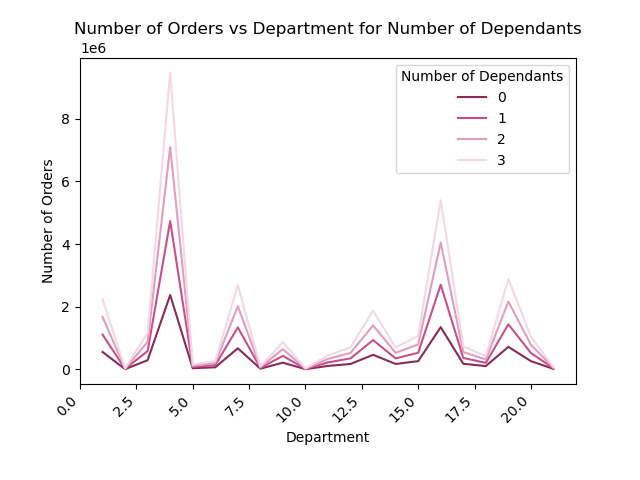 Number of Orders vs Department for Number of Dependants
1e6
Number of Dependants
0
1
2
3
8
6
4
2
0
Number of Orders
0.0 2.5 5.0 7.5 10.0 12.5 15.0 17.5 20.0
Department